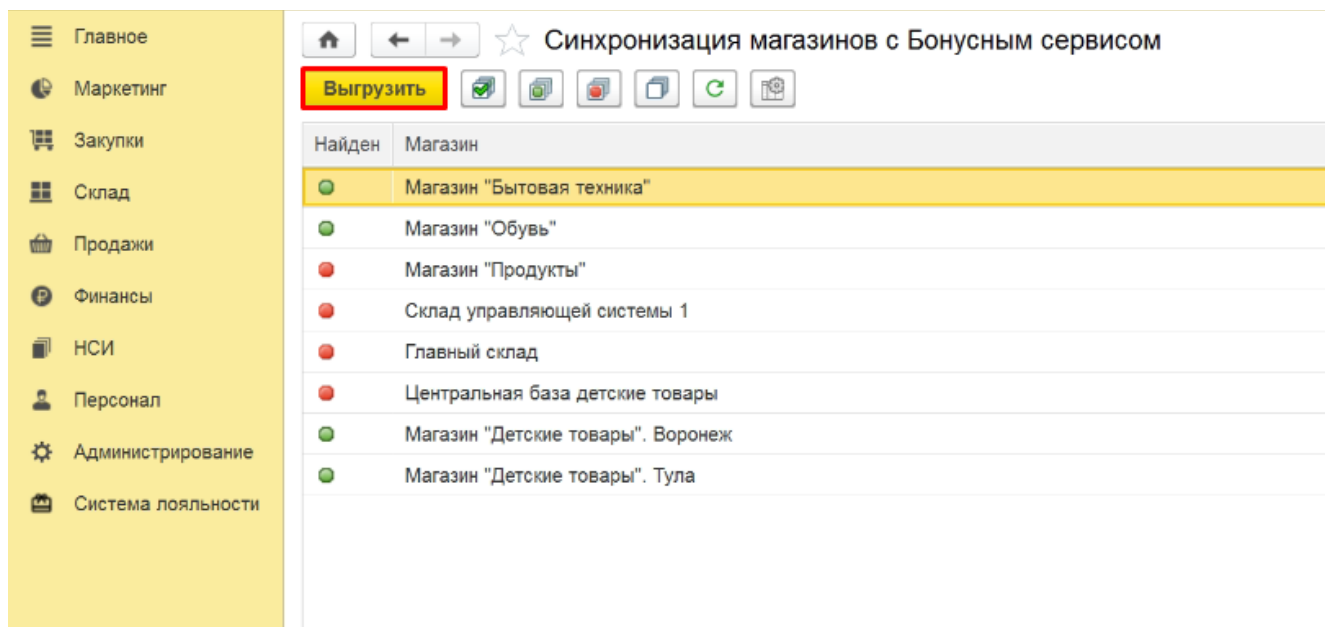 Главное
Маркетинг
Закупки
Склад
Продажи
Финансы
НСИ
Персонал
Администрирование
Система лояльности
Синхронизация магазинов с Бонусным сервисом
Выгрузить
Найден Магазин
Магазин "Бытовая техника"
Магазин "Обувь"
Магазин "Продукты"
Склад управляющей системы 1
Главный склад
Центральная база детские товары
Магазин "Детские товары". Воронеж
Магазин "Детские товары". Тула